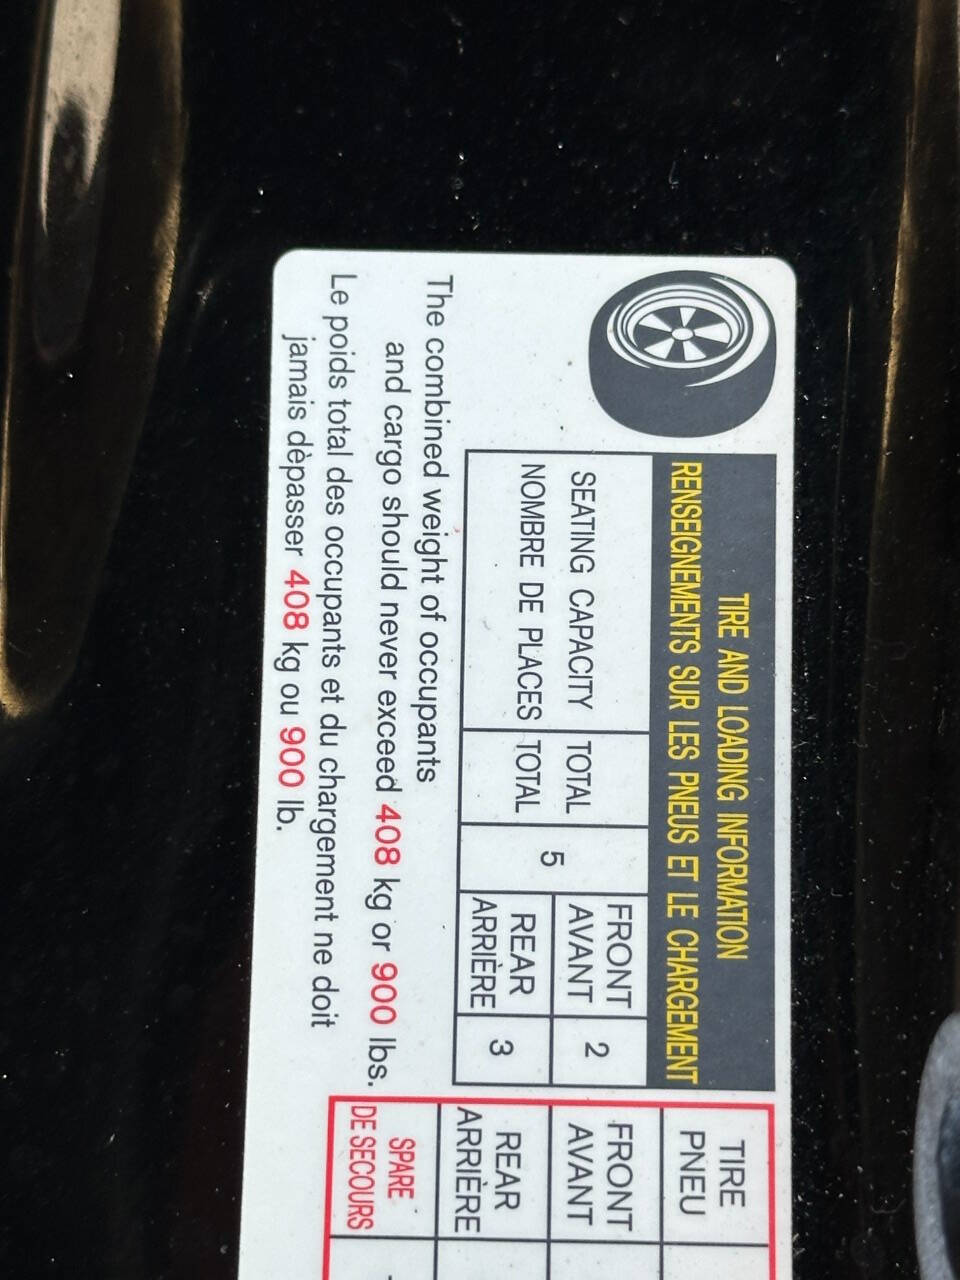 TIRE AND LOADING INFORMATION
RENSEIGNEMENTS SUR LES PNEUS ET LE CHARGEMENT
SEATING CAPACITY TOTAL 5 FRONT 2
NOMBRE DE PLACES TOTAL AVANT
REAR 3
ARRIÈRE
The combined weight of occupants
and cargo should never exceed 408 kg or 900 lbs.
Le poids total des occupants et du chargement ne doit
jamais dèpasser 408 kg ou 900 lb.
TIRE
PNEU
FRONT
AVANT
REAR
ARRIÈRE
SPARE
DE SECOURS